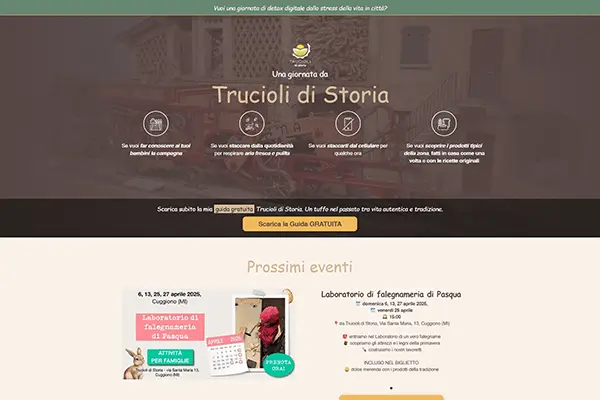 Vuoi una giornata di detox digitale dallo stress della vita in città?
TRUCIOLI
di storia
Una giornata da
Trucioli di Storia
Se vuoi far conoscere ai tuoi
bambini la campagna
Se vuoi staccare dalla quotidianità
per respirare aria fresca e pulita
Se vuoi staccarti dal cellulare per
qualche ora
Se vuoi scoprire i prodotti tipici
della zona, fatti in casa come una
volta o con le ricette originali
Scarica subito la mia guida gratuita Trucioli di Storia. Un tuffo nel passato tra vita autentica e tradizione.
Scarica la Guida GRATUITA
Prossimi eventi
6, 13, 25, 27 aprile 2025,
Cuggiono (MI)
Laboratorio di
falegnameria
di Pasqua
ATTIVITÀ
PER FAMIGLIE
Trucioli di Storia - via Santa Maria 13,
Cuggiono (MI)
APRILE 2025
PRENOTA
ORA!
Laboratorio di falegnameria di Pasqua
domenica 6, 13, 27 aprile 2025
venerdì 25 aprile
15:00
Trucioli di Storia, Via Santa Maria, 13, Cuggiono (MI)
entriamo nel Laboratorio di un vero falegname
scopriamo gli attrezzi e i legni della primavera
costruiamo i nostri lavoretti
INCLUSO NEL BIGLIETTO
dolce merenda con i prodotti della tradizione